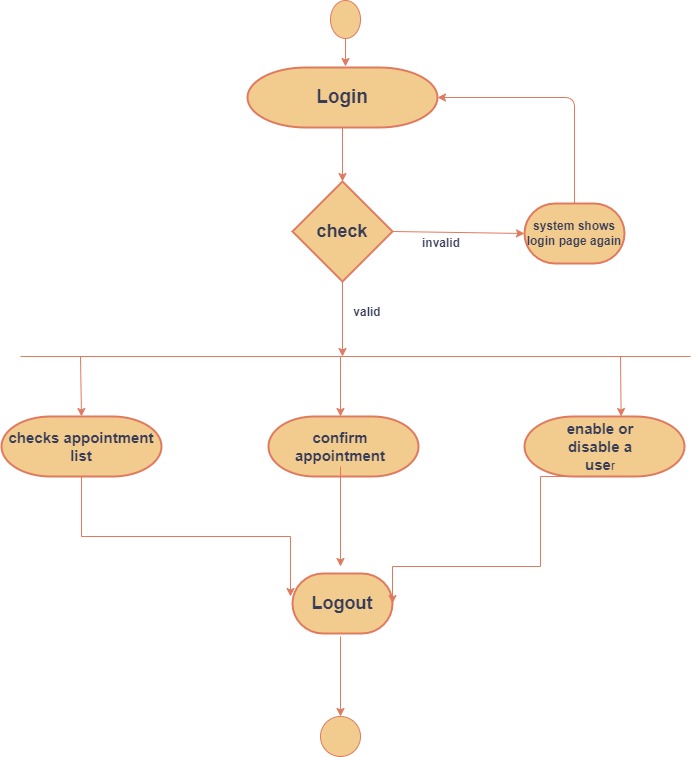 Login
check
invalid
system shows
login page again
valid
checks appointment
list
confirm
appointment
enable or
disable a
user
Logout